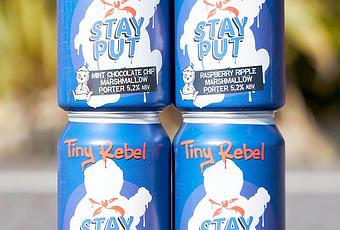 STAY
PUT
MINT CHOCOLATE CHIP
MARSHMALLOW
PORTER 5,2% ABV
STAY
PUT
RASPBERRY RIPPLE
MARSHMALLOW
PORTER 5,2% ABV
Tiny Rebel
STAY
Tiny Rebel
STAY